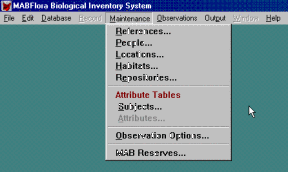 MABFlora Biological Inventory System
File Edit Database Record Maintenance Observations Output Window Help
References...
People...
Locations...
Habitats...
Repositories...
Attribute Tables
Subjects...
Attributes...
Observation Options...
MAB Reserves...